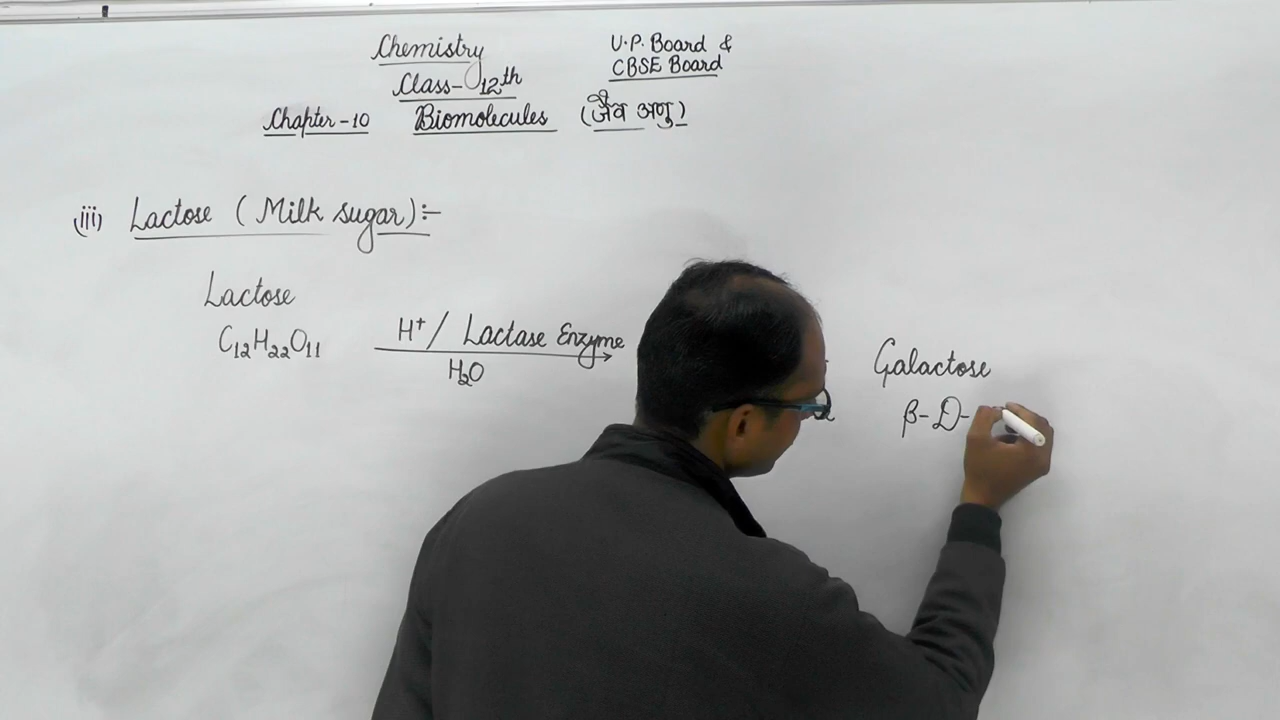 Chemistry
Class-12th
U.P. Board &
CBSE Board
Chapter-10 Biomolecules (जैव अणु)
(iii) Lactose (Milk sugar):-
Lactose
C₁₂H₂₂O₁₁
H⁺/ Lactase Enzyme
H₂O
Galactose
β-D-